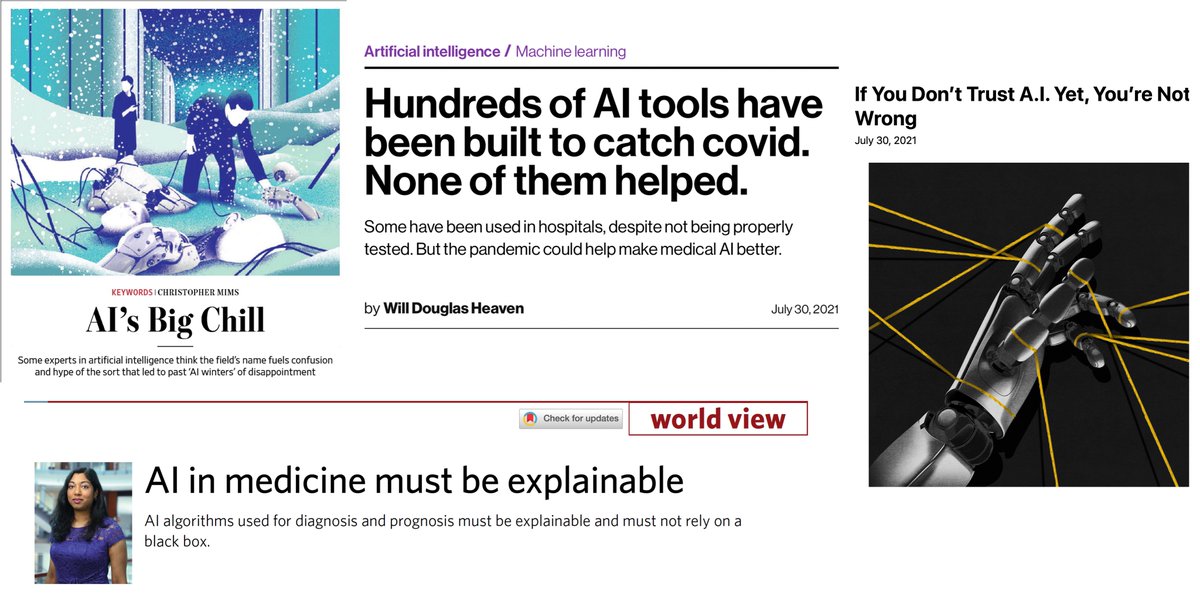 KEYWORDS | CHRISTOPHER MIMS
AI's Big Chill
Some experts in artificial intelligence think the field's name fuels confusion
and hype of the sort that led to past 'AI winters' of disappointment
Artificial intelligence / Machine learning
Hundreds of AI tools have
been built to catch covid.
None of them helped.
Some have been used in hospitals, despite not being properly
tested. But the pandemic could help make medical AI better.
by Will Douglas Heaven
July 30, 2021
If You Don't Trust A.I. Yet, You're Not
Wrong
July 30, 2021
Check for updates
world view
AI in medicine must be explainable
AI algorithms used for diagnosis and prognosis must be explainable and must not rely on a
black box.